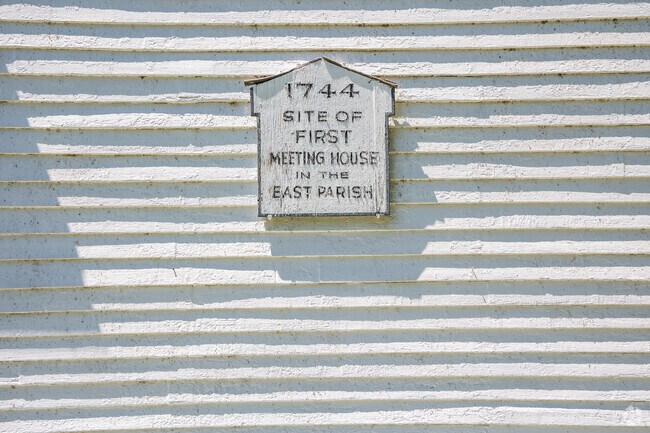 1744
SITE OF
FIRST
MEETING HOUSE
IN THE
EAST PARISH